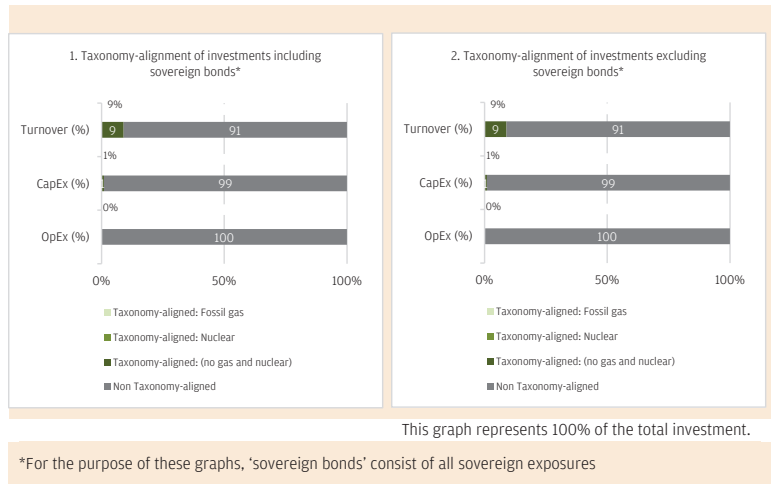 1. Taxonomy-alignment of investments including
sovereign bonds*
9%
Turnover (%)
9
91
1%
CapEx (%)
1
99
0%
OpEx (%)
100
0%
50%
100%
Taxonomy-aligned: Fossil gas
Taxonomy-aligned: Nuclear
Taxonomy-aligned: (no gas and nuclear)
Non Taxonomy-aligned
2. Taxonomy-alignment of investments excluding
sovereign bonds*
9%
Turnover (%)
9
91
1%
CapEx (%)
1
99
0%
OpEx (%)
100
0%
50%
100%
Taxonomy-aligned: Fossil gas
Taxonomy-aligned: Nuclear
Taxonomy-aligned: (no gas and nuclear)
Non Taxonomy-aligned
This graph represents 100% of the total investment.
*For the purpose of these graphs, ‘sovereign bonds’ consist of all sovereign exposures